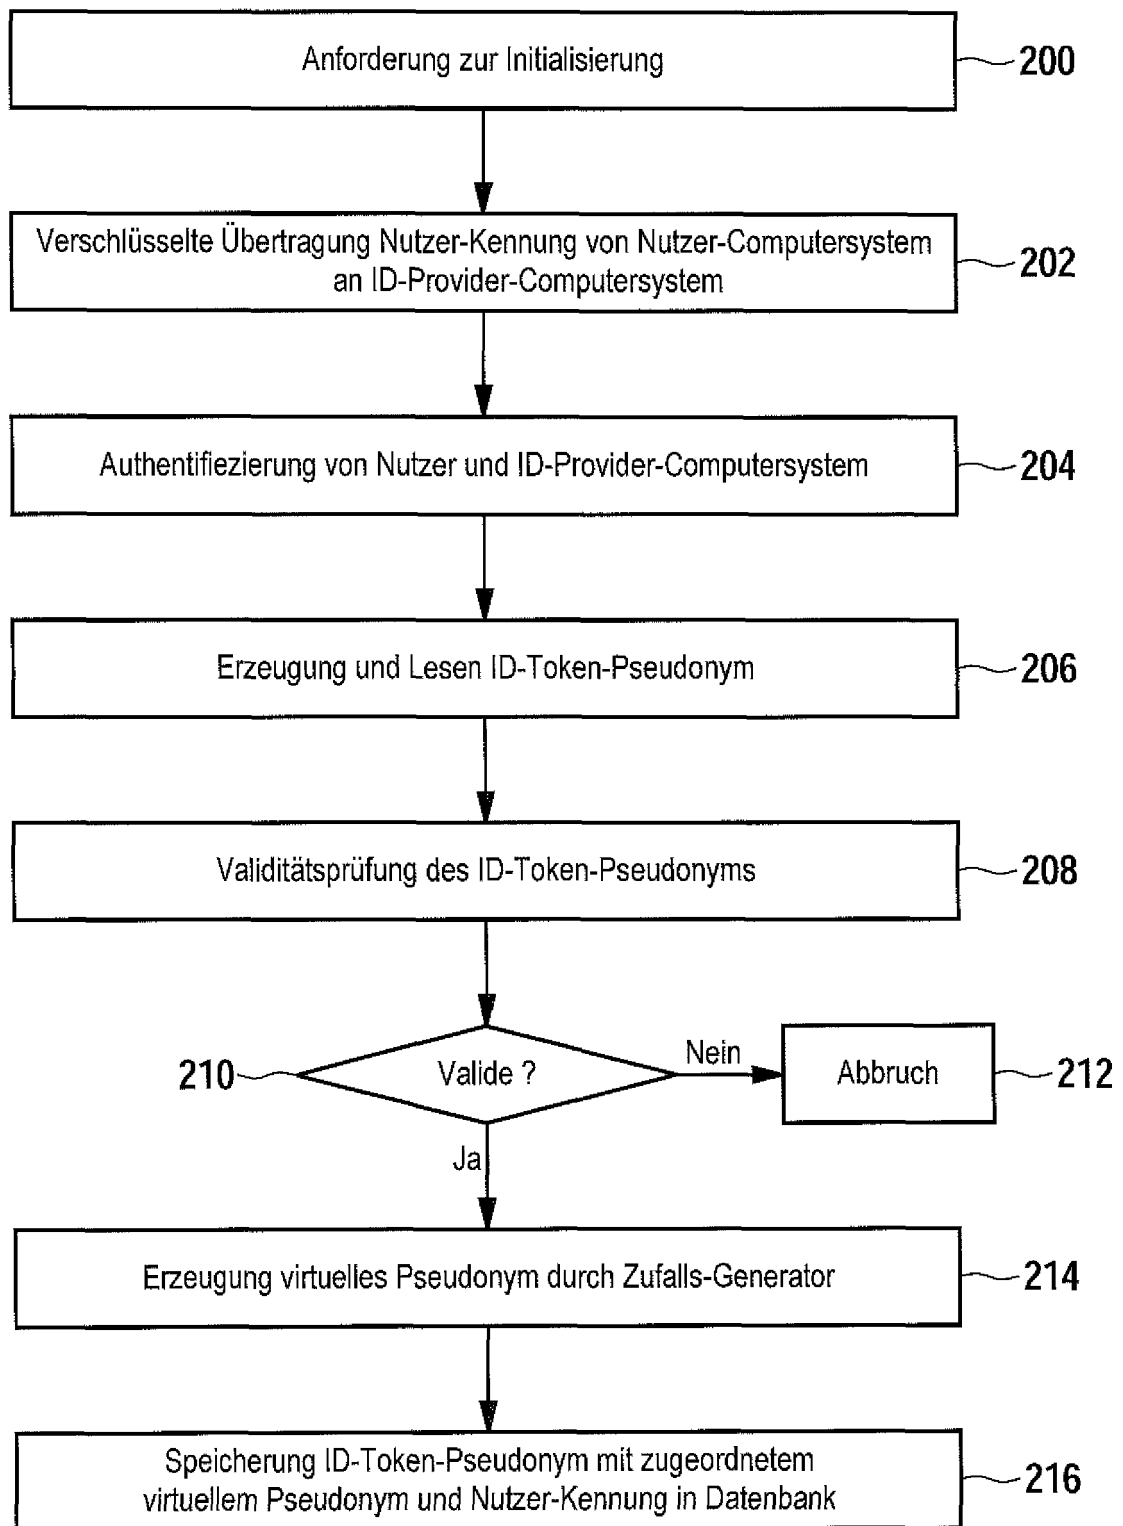 Anforderung zur Initialisierung
200
Verschlüsselte Übertragung Nutzer-Kennung von Nutzer-Computersystem
an ID-Provider-Computersystem
202
Authentifiezierung von Nutzer und ID-Provider-Computersystem
204
Erzeugung und Lesen ID-Token-Pseudonym
206
Validitätsprüfung des ID-Token-Pseudonyms
208
210
Valide ?
Nein
Abbruch
212
Ja
Erzeugung virtuelles Pseudonym durch Zufalls-Generator
214
Speicherung ID-Token-Pseudonym mit zugeordnetem
virtuellem Pseudonym und Nutzer-Kennung in Datenbank
216